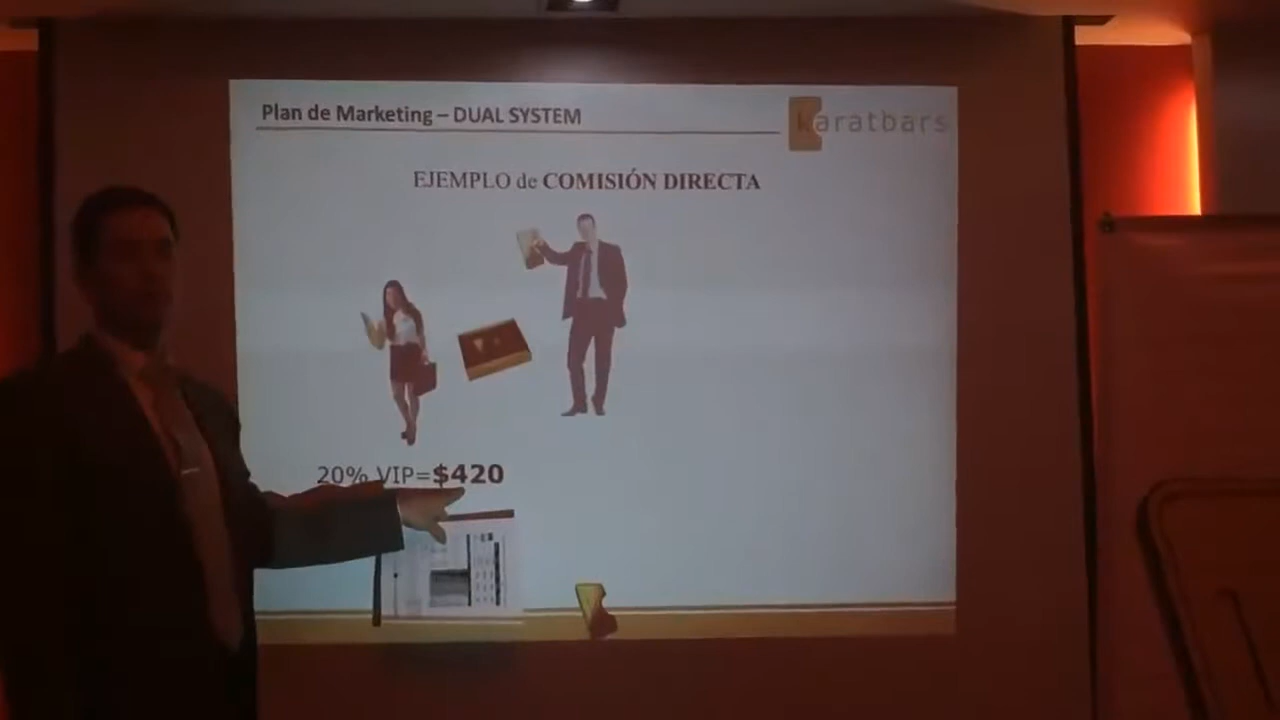 Plan de Marketing – DUAL SYSTEM
karatbars
EJEMPLO de COMISIÓN DIRECTA
20% VIP=$420